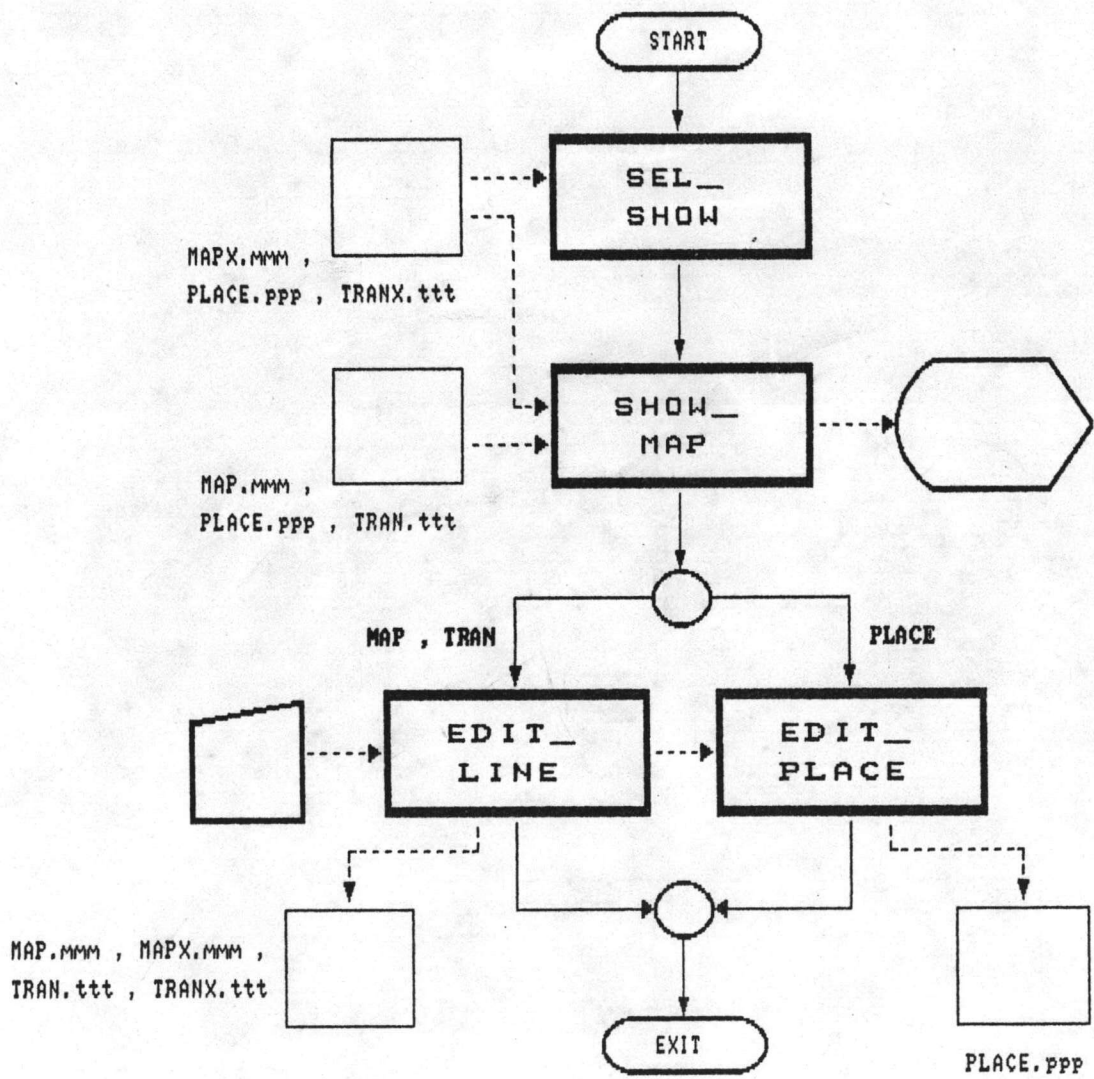 START
SEL_
SHOW
MAPX.mmm ,
PLACE.ppp , TRANX.ttt
SHOW_
MAP
MAP.mmm ,
PLACE.ppp , TRAN.ttt
MAP , TRAN
PLACE
EDIT_
LINE
EDIT_
PLACE
MAP.mmm , MAPX.mmm ,
TRAN.ttt , TRANX.ttt
EXIT
PLACE.ppp